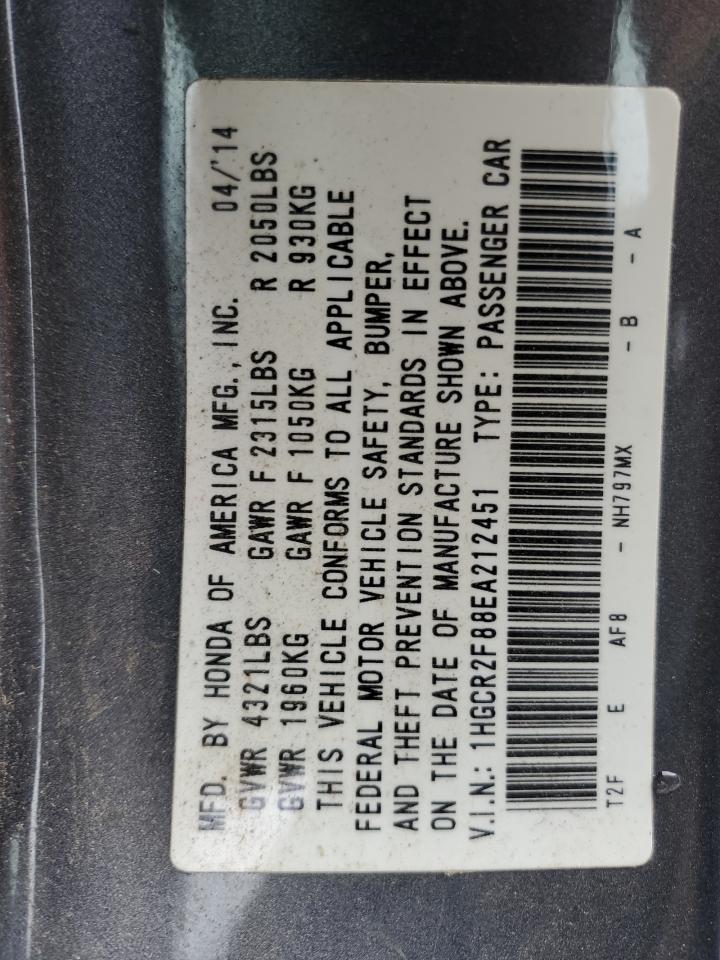 MFD. BY HONDA OF AMERICA MFG., INC. 04/'14
GVWR 4321LBS GAWR F 2315LBS R 2050LBS
GVWR 1960KG GAWR F 1050KG R 930KG
THIS VEHICLE CONFORMS TO ALL APPLICABLE
FEDERAL MOTOR VEHICLE SAFETY, BUMPER,
AND THEFT PREVENTION STANDARDS IN EFFECT
ON THE DATE OF MANUFACTURE SHOWN ABOVE.
V.I.N.: 1HGCR2F88EA212451 TYPE: PASSENGER CAR
T2F E AF8 - NH797MX - B - A